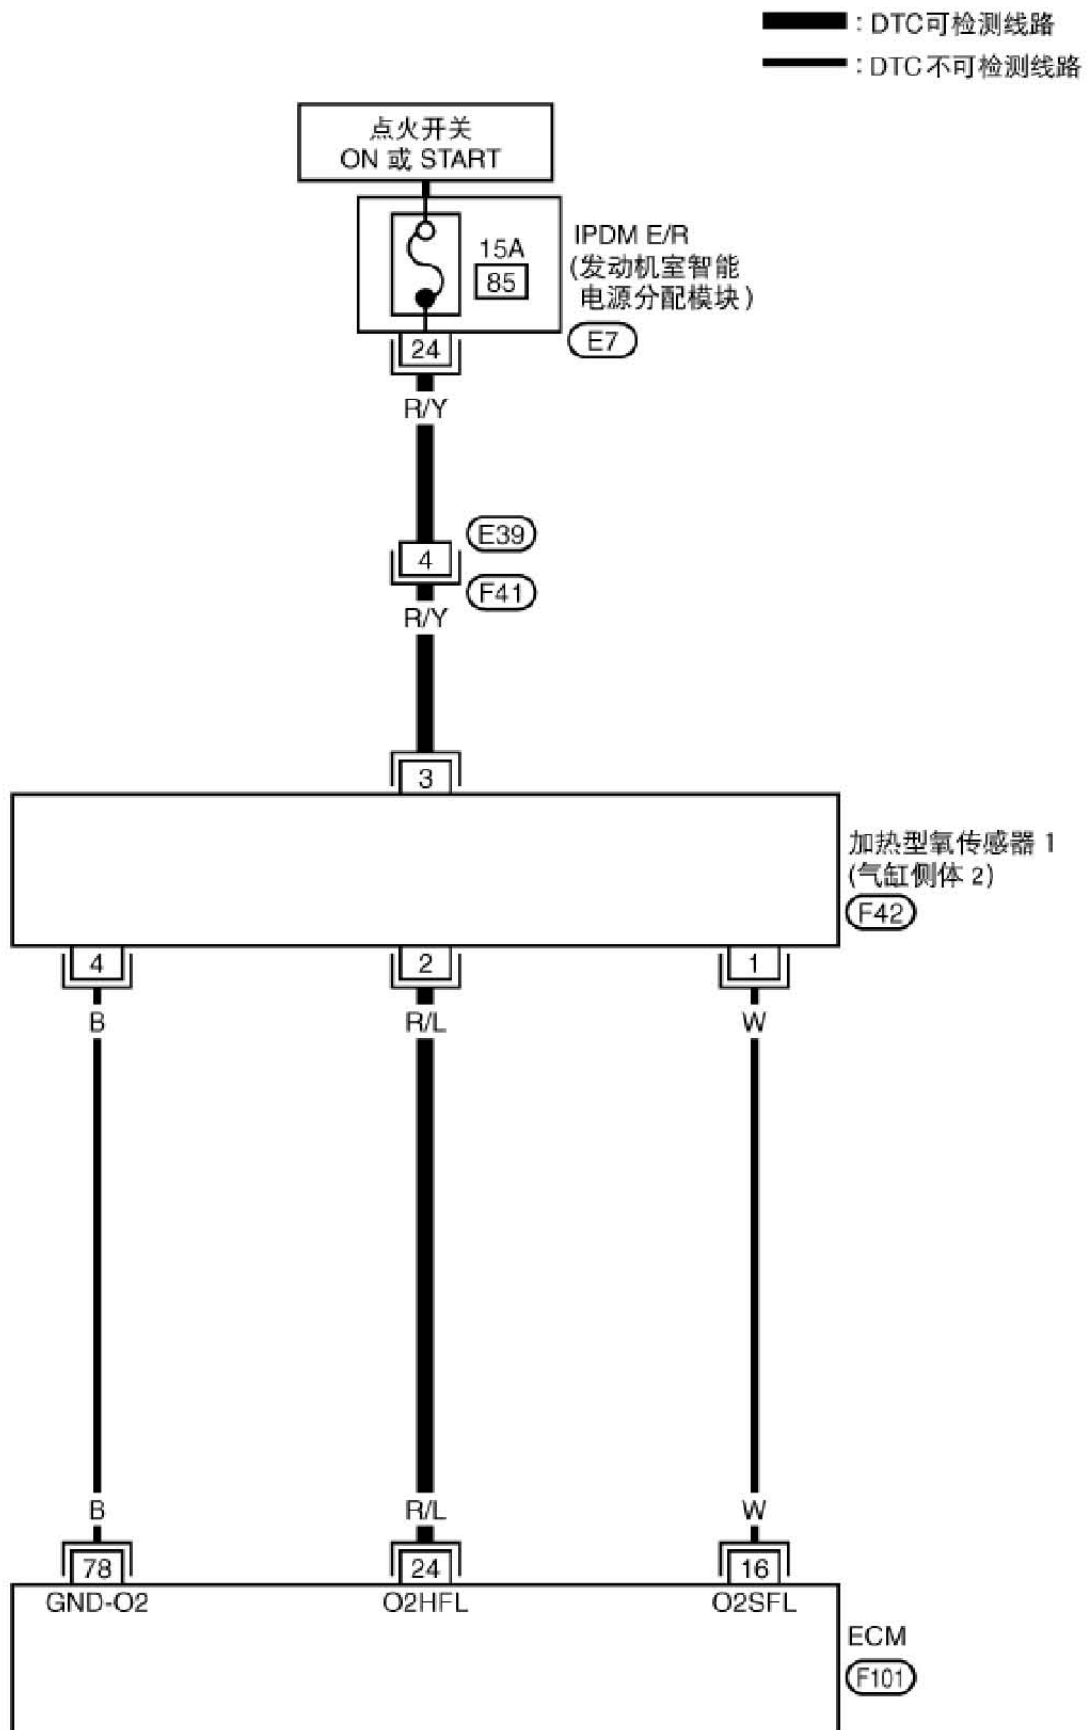 : DTC可检测线路
: DTC 不可检测线路
点火开关
ON 或 START
15A
85
IPDM E/R
(发动机室智能
电源分配模块)
E7
24
R/Y
E39
4
F41
R/Y
3
加热型氧传感器 1
(气缸侧体 2)
F42
4
2
1
B
R/L
W
B
R/L
W
78
24
16
GND-O2
O2HFL
O2SFL
ECM
F101